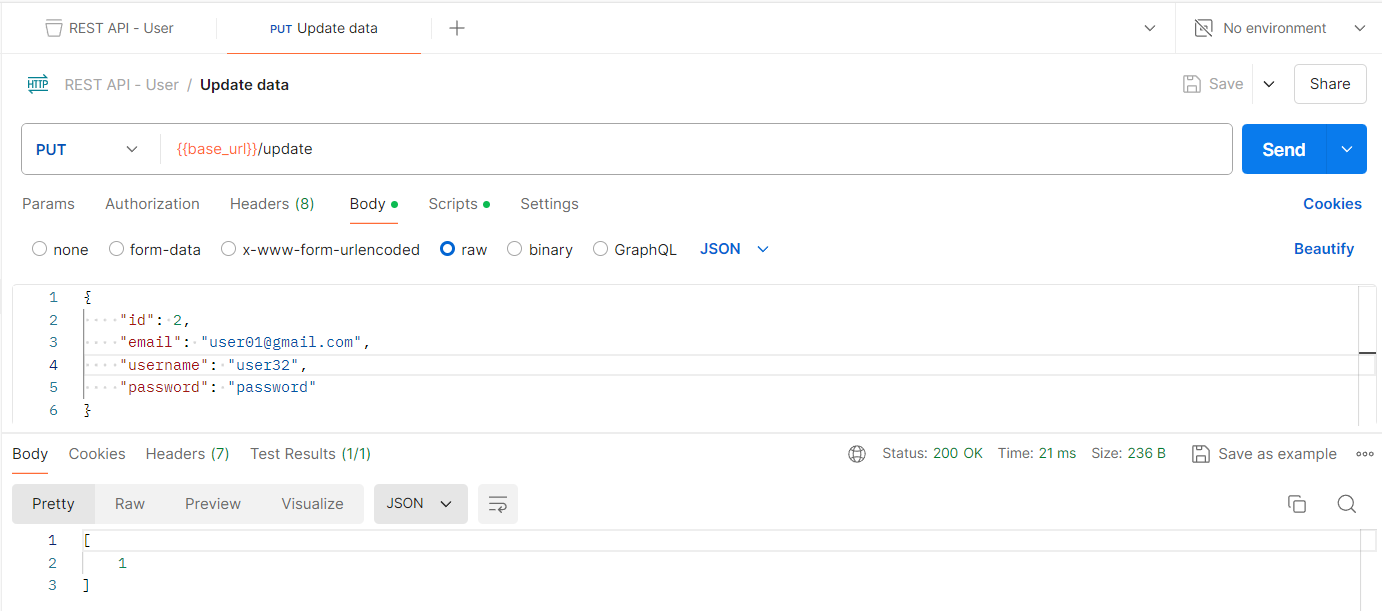 REST API - User PUT Update data No environment
HTTP REST API - User / Update data Save Share
PUT {{base_url}}/update Send
Params Authorization Headers (8) Body Scripts Settings Cookies
none form-data x-www-form-urlencoded raw binary GraphQL JSON Beautify
1 {
2 "id": 2,
3 "email": "user01@gmail.com",
4 "username": "user32",
5 "password": "password"
6 }
Body Cookies Headers (7) Test Results (1/1) Status: 200 OK Time: 21 ms Size: 236 B Save as example
Pretty Raw Preview Visualize JSON
1 [
2 1
3 ]